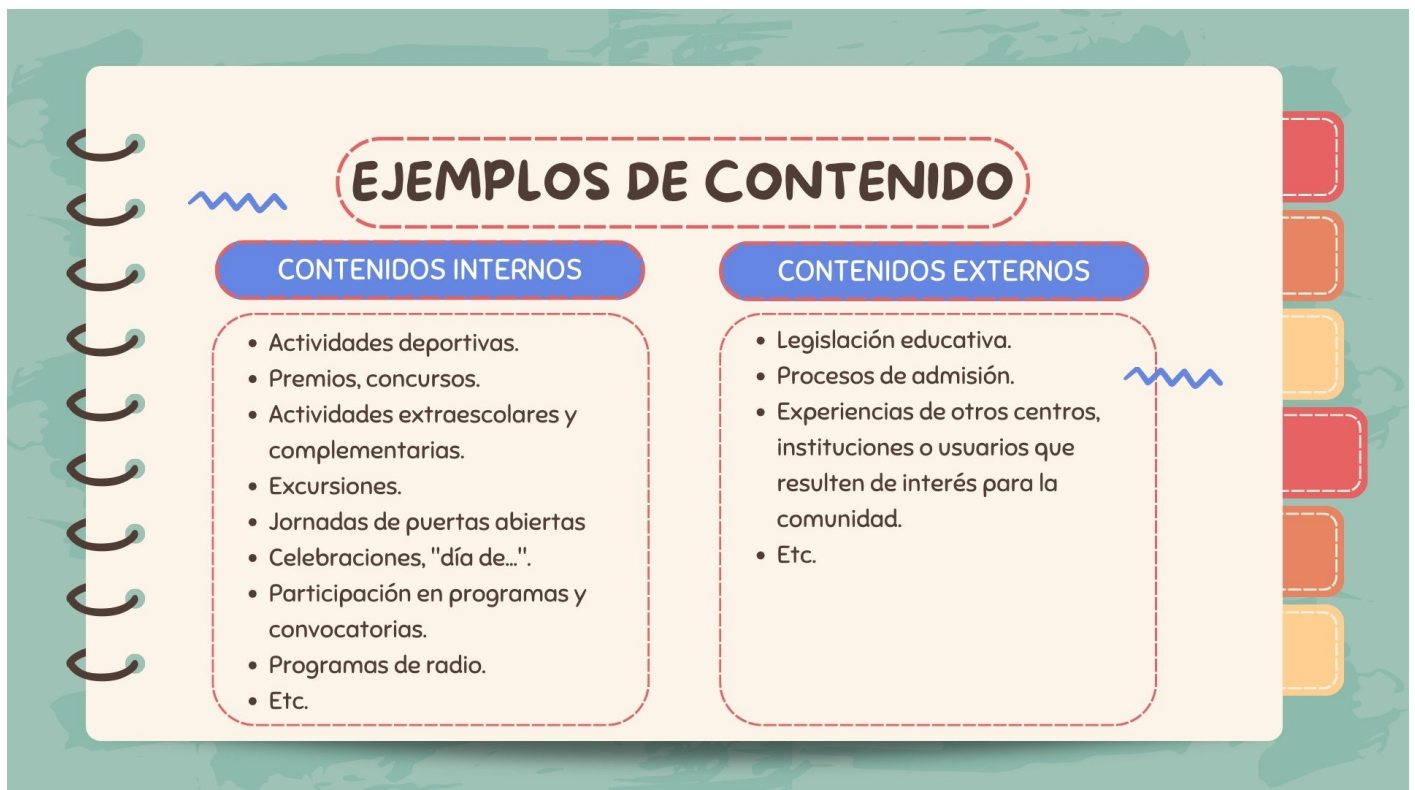 EJEMPLOS DE CONTENIDO
CONTENIDOS INTERNOS
• Actividades deportivas.
• Premios, concursos.
• Actividades extraescolares y
complementarias.
• Excursiones.
• Jornadas de puertas abiertas
• Celebraciones, "día de...".
• Participación en programas y
convocatorias.
• Programas de radio.
• Etc.
CONTENIDOS EXTERNOS
• Legislación educativa.
• Procesos de admisión.
• Experiencias de otros centros,
instituciones o usuarios que
resulten de interés para la
comunidad.
• Etc.